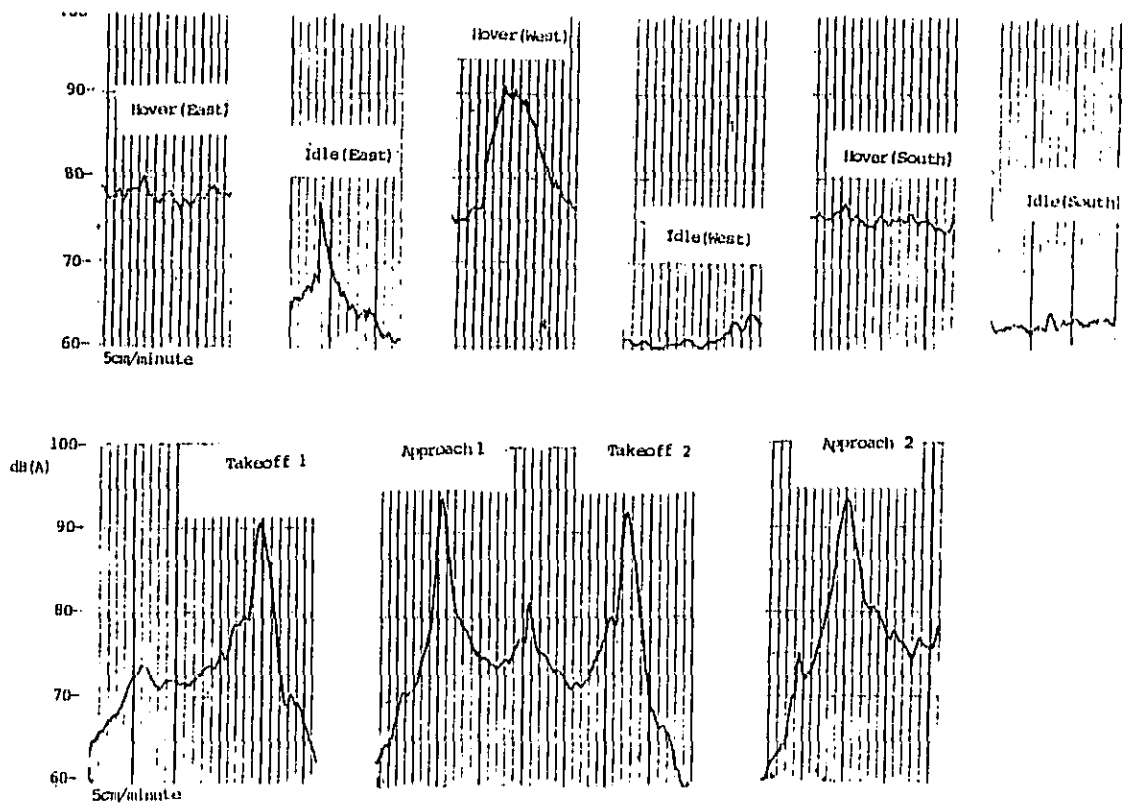 100
Hover(West)
90--
Hover(East)
Idle(East)
Hover(South)
80-
Idle(South)
Idle(West)
70-
60-
5cm/minute
100-
dB(A)
Takeoff 1
Approach 1
Takeoff 2
Approach 2
90-
80-
70-
60-
5cm/minute